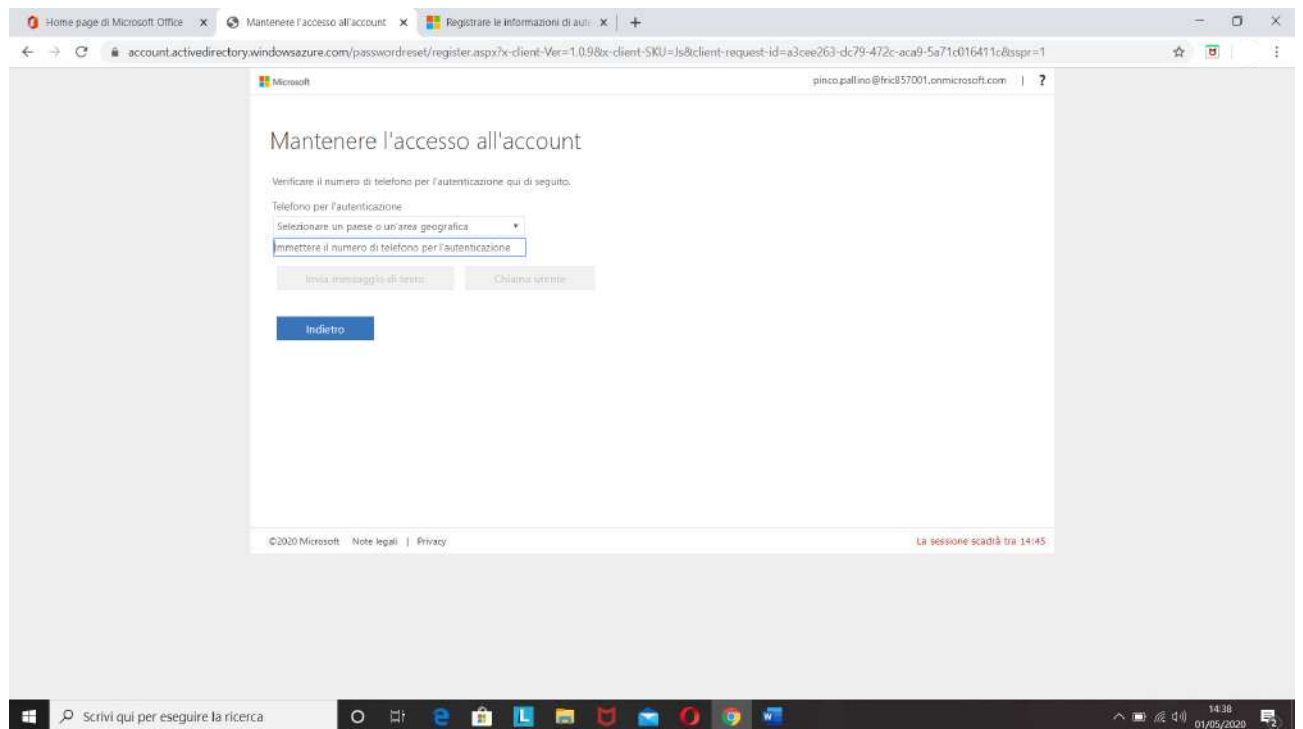 Home page di Microsoft Office
Mantenere l'accesso all'account
Registrare le informazioni di aute
account.activedirectory.windowsazure.com/passwordreset/register.aspx?x-client-Ver=1.0.9&x-client-SKU=Js&client-request-id=a3cee263-dc79-472c-aca9-5a71c016411c&sspr=1
Microsoft
pinco.pallino@fric857001.onmicrosoft.com | ?
Mantenere l'accesso all'account
Verificare il numero di telefono per l'autenticazione qui di seguito.
Telefono per l'autenticazione
Selezionare un paese o un'area geografica
Immettere il numero di telefono per l'autenticazione
Invia messaggio di testo
Chiama utente
Indietro
©2020 Microsoft Note legali | Privacy
La sessione scadrà tra 14:45
Scrivi qui per eseguire la ricerca
14:38
01/05/2020